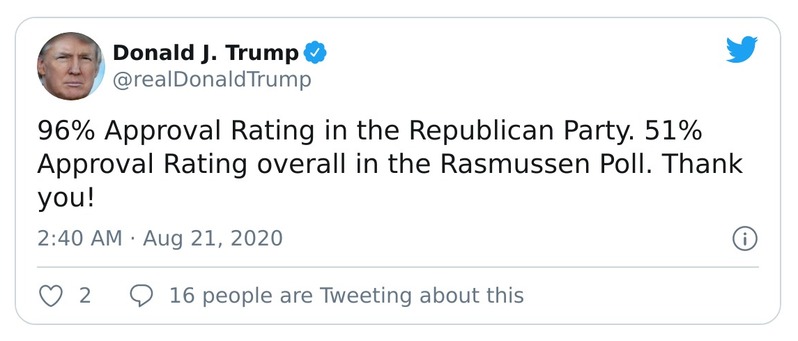 Donald J. Trump
@realDonaldTrump
96% Approval Rating in the Republican Party. 51%
Approval Rating overall in the Rasmussen Poll. Thank
you!
2:40 AM · Aug 21, 2020
2 16 people are Tweeting about this